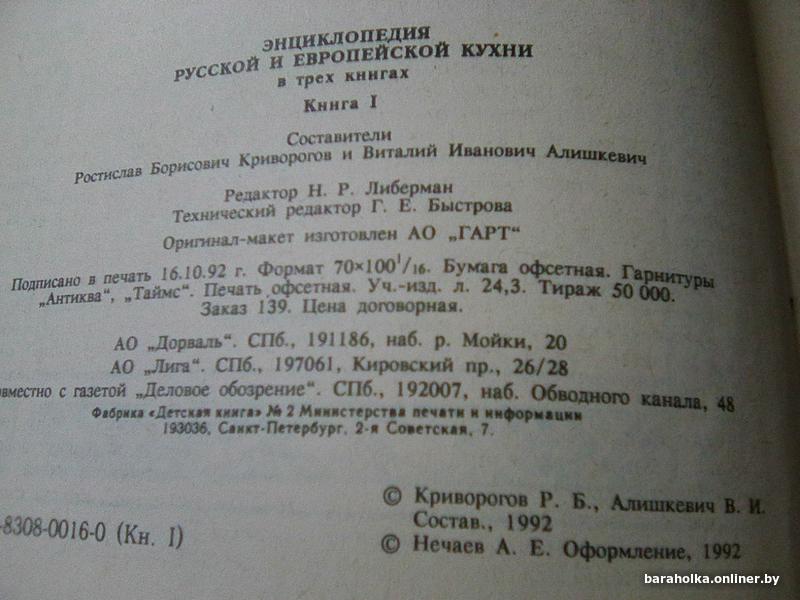 ЭНЦИКЛОПЕДИЯ
РУССКОЙ И ЕВРОПЕЙСКОЙ КУХНИ
в трех книгах
Книга I
Составители
Ростислав Борисович Криворогов и Виталий Иванович Алишкевич
Редактор Н. Р. Либерман
Технический редактор Г. Е. Быстрова
Оригинал-макет изготовлен АО „ГАРТ“
Подписано в печать 16.10.92 г. Формат 70×100¹/₁₆. Бумага офсетная. Гарнитуры
„Антиква“, „Таймс“. Печать офсетная. Уч.-изд. л. 24,3. Тираж 50 000.
Заказ 139. Цена договорная.
АО „Дорваль“. СПб., 191186, наб. р. Мойки, 20
АО „Лига“. СПб., 197061, Кировский пр., 26/28
овместно с газетой „Деловое обозрение“. СПб., 192007, наб. Обводного канала, 48
Фабрика «Детская книга» № 2 Министерства печати и информации
193036, Санкт-Петербург, 2-я Советская, 7.
-8308-0016-0 (Кн. I)
© Криворогов Р. Б., Алишкевич В. И.
Состав., 1992
© Нечаев А. Е. Оформление, 1992
baraholka.onliner.by